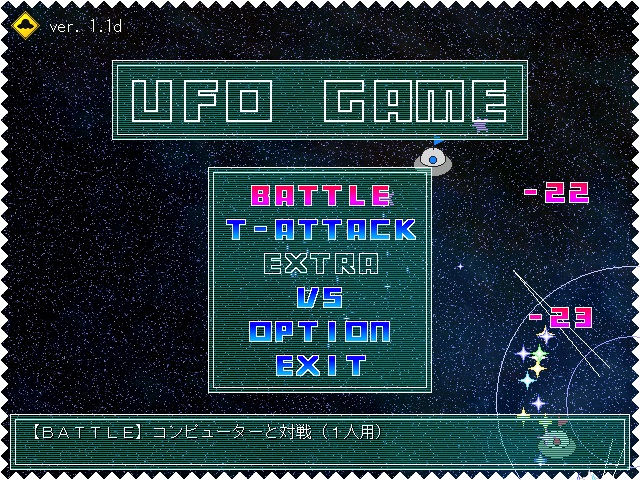 ver. 1.1d
UFO GAME
-22
BATTLE
T-ATTACK
EXTRA
VS
-23
OPTION
EXIT
【ＢＡＴＴＬＥ】コンピューターと対戦（１人用）